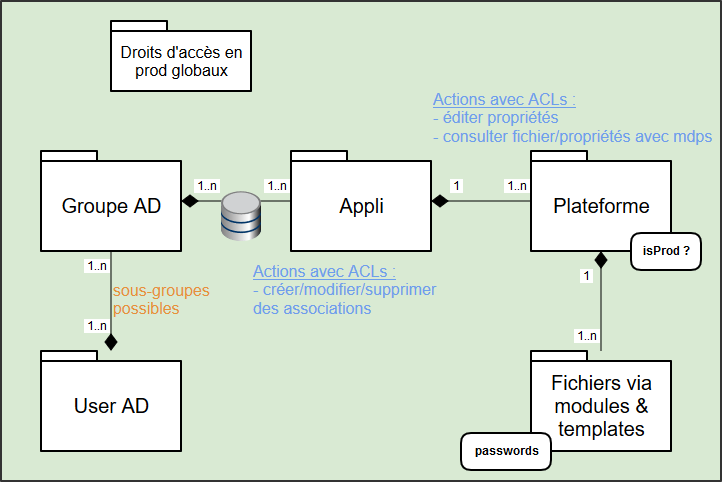 Droits d'accès en
prod globaux
Actions avec ACLs :
- éditer propriétés
- consulter fichier/propriétés avec mdps
Groupe AD
1..n
1..n
Appli
1
1..n
Plateforme
isProd ?
1..n
sous-groupes
possibles
1..n
Actions avec ACLs :
- créer/modifier/supprimer
des associations
1
1..n
User AD
Fichiers via
modules &
templates
passwords